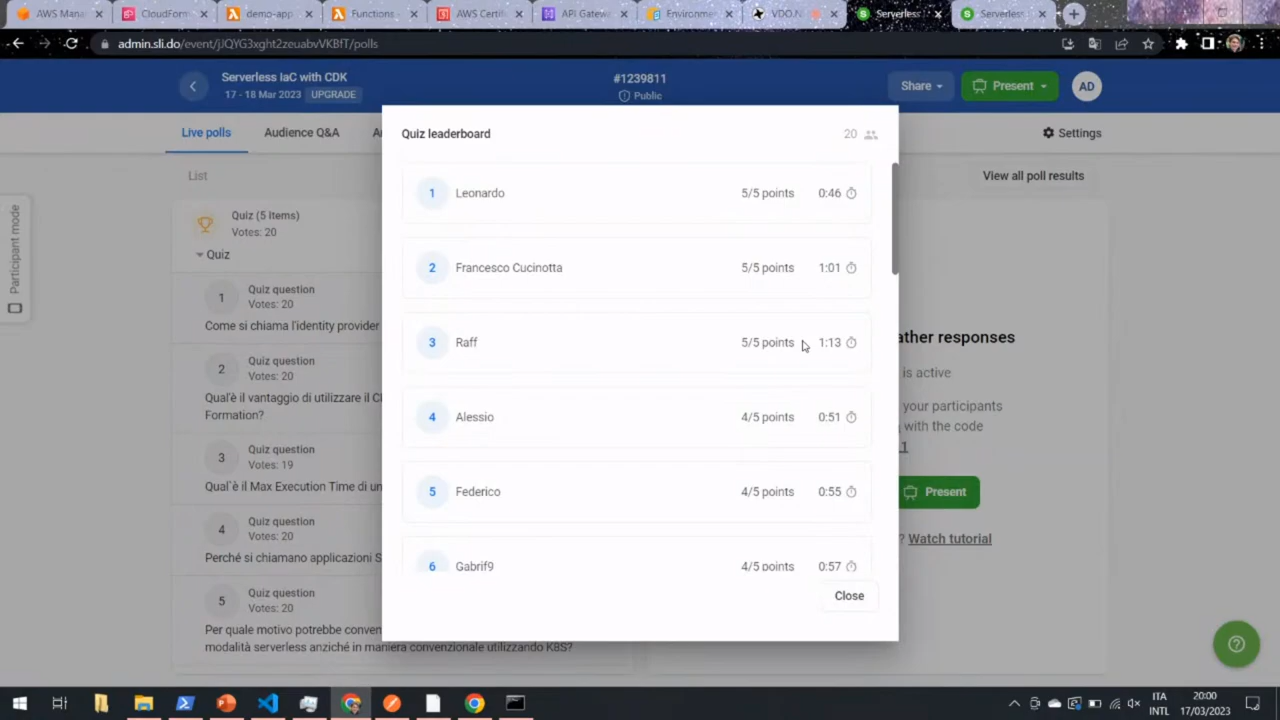 AWS Mana
CloudForm
demo-app
Functions
AWS Certi
API Gatew
Environme
VDO.N
Serverless
Serverless
admin.sli.do/event/jJQYG3xght2zeuabvVKBfT/polls
Serverless IaC with CDK
17 - 18 Mar 2023 UPGRADE
#1239811
Public
Share
Present
AD
Live polls
Audience Q&A
A
Settings
Participant mode
List
Quiz (5 items)
Votes: 20
Quiz
1
Quiz question
Votes: 20
Come si chiama l'identity provider
2
Quiz question
Votes: 20
Qual'è il vantaggio di utilizzare il C
Formation?
3
Quiz question
Votes: 19
Qual'è il Max Execution Time di un
4
Quiz question
Votes: 20
Perché si chiamano applicazioni S
5
Quiz question
Votes: 20
Per quale motivo potrebbe conven
modalità serverless anziché in maniera convenzionale utilizzando K8S?
Quiz leaderboard
20
1 Leonardo 5/5 points 0:46
2 Francesco Cucinotta 5/5 points 1:01
3 Raff 5/5 points 1:13
4 Alessio 4/5 points 0:51
5 Federico 4/5 points 0:55
6 Gabrif9 4/5 points 0:57
Close
View all poll results
ather responses
is active
your participants
with the code
1
Present
? Watch tutorial
ITA
INTL
20:00
17/03/2023